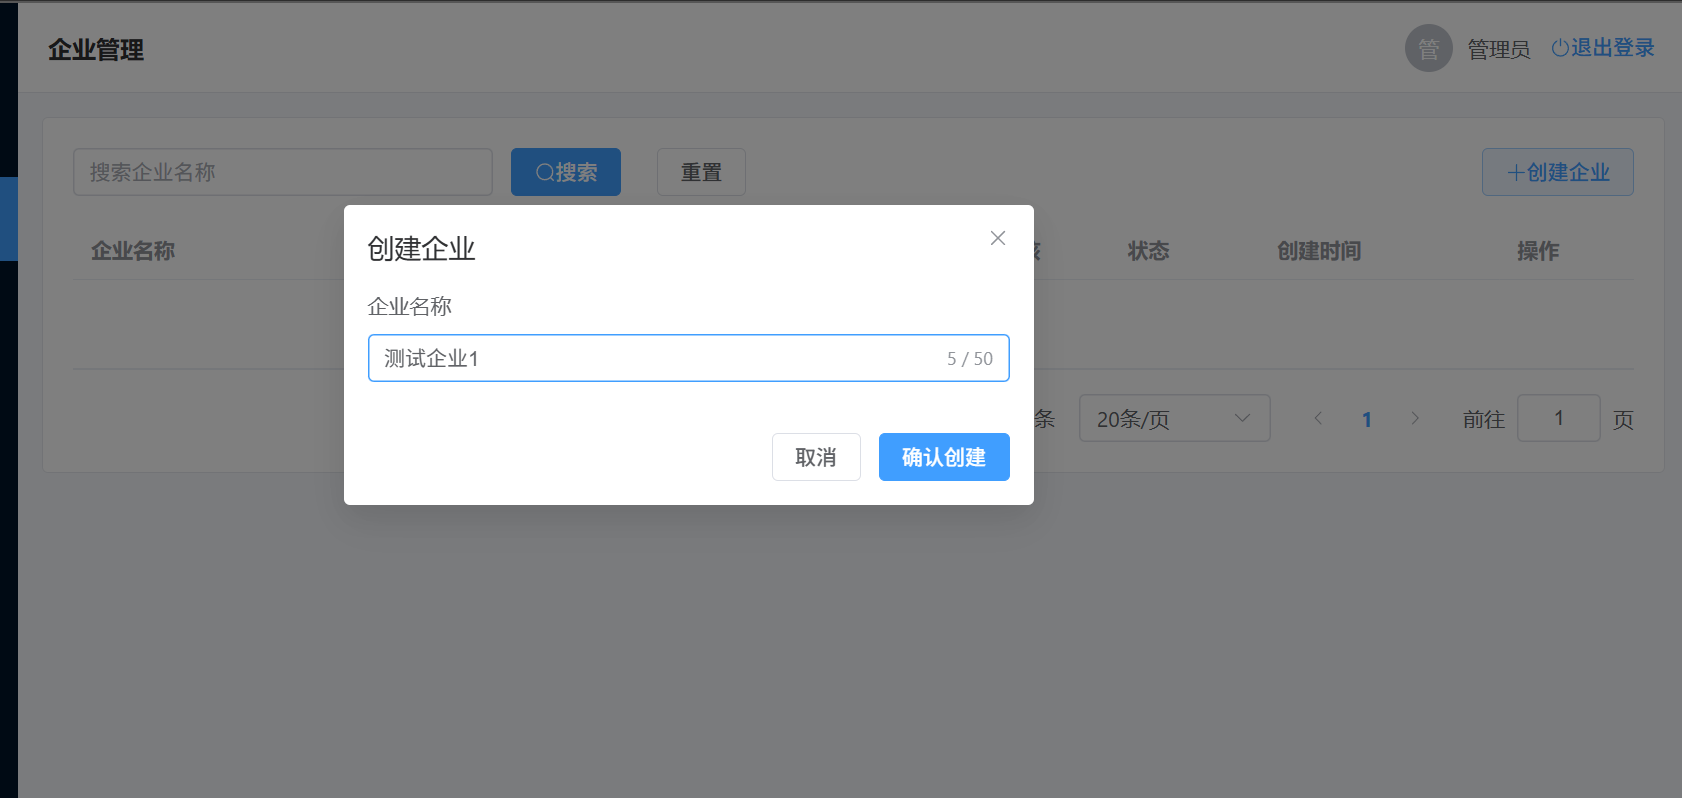 企业管理
管 管理员 退出登录
搜索企业名称 搜索 重置 +创建企业
企业名称 状态 创建时间 操作
创建企业
企业名称
测试企业1 5 / 50
取消 确认创建
条 20条/页 1 前往 1 页